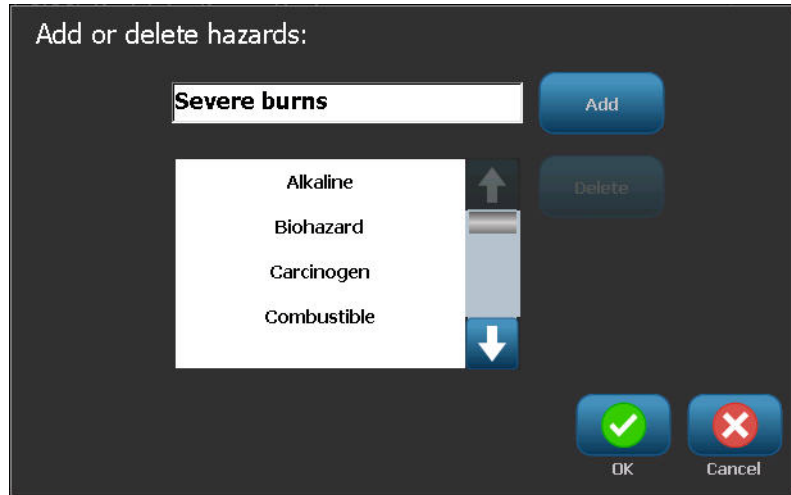 Add or delete hazards:
Severe burns
Add
Alkaline
Delete
Biohazard
Carcinogen
Combustible
OK
Cancel